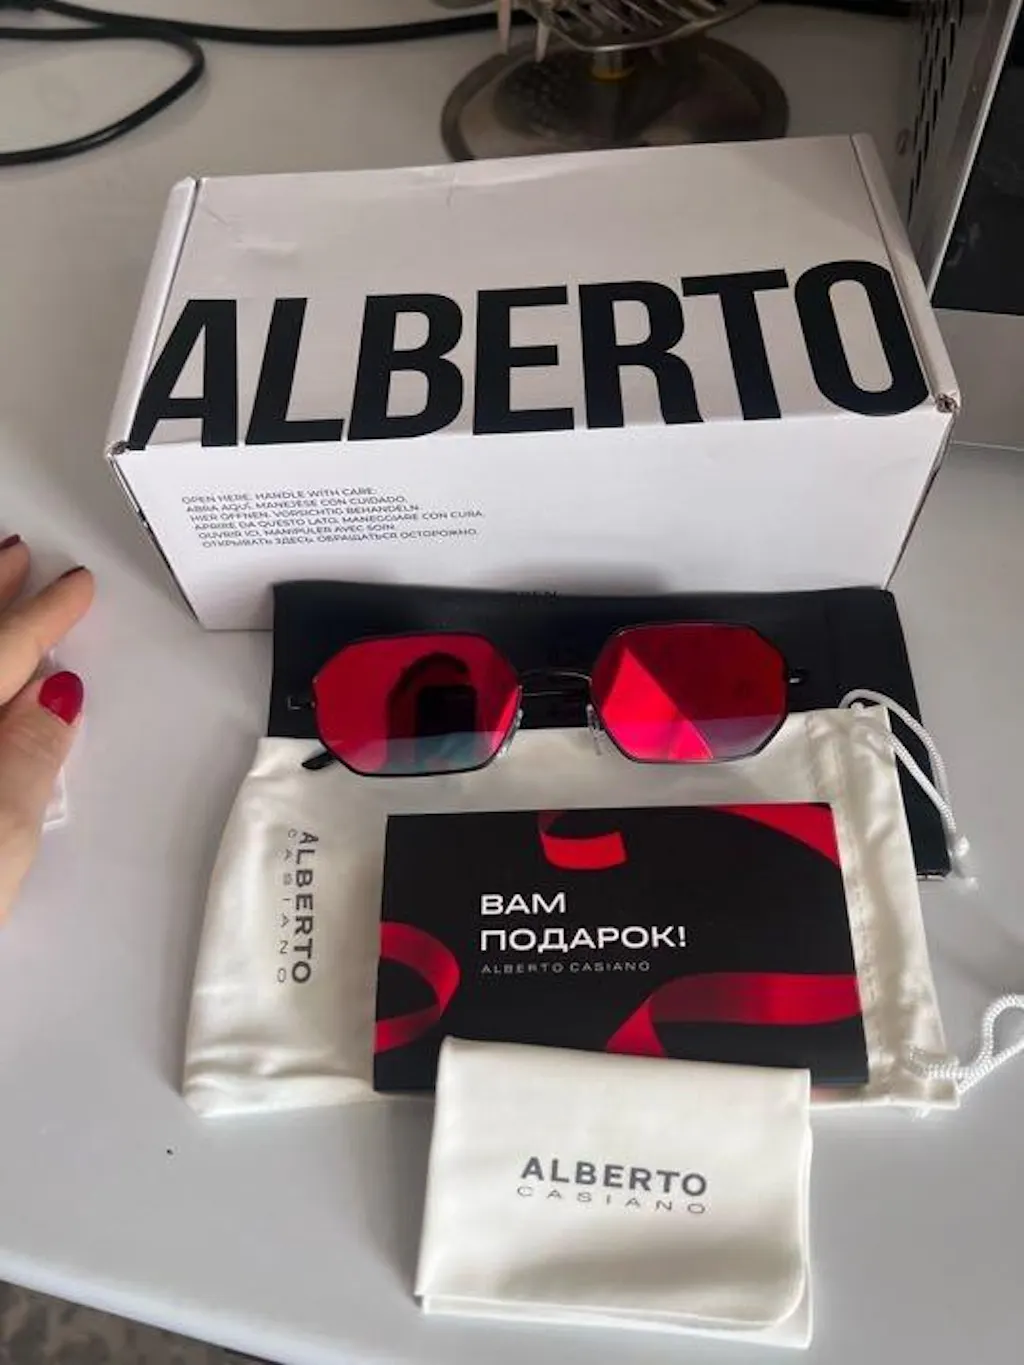 ALBERTO
OPEN HERE. HANDLE WITH CARE.
ABRA AQUÍ. MANEJESE CON CUIDADO.
HIER ÖFFNEN. VORSICHTIG BEHANDELN.
APRIRE DA QUESTO LATO. MANEGGIARE CON CURA.
OUVRIR ICI, MANIPULER AVEC SOIN.
ОТКРЫВАТЬ ЗДЕСЬ. ОБРАЩАТЬСЯ ОСТОРОЖНО.
ALBERTO
CASIANO
ВАМ
ПОДАРОК!
ALBERTO CASIANO
ALBERTO
CASIANO